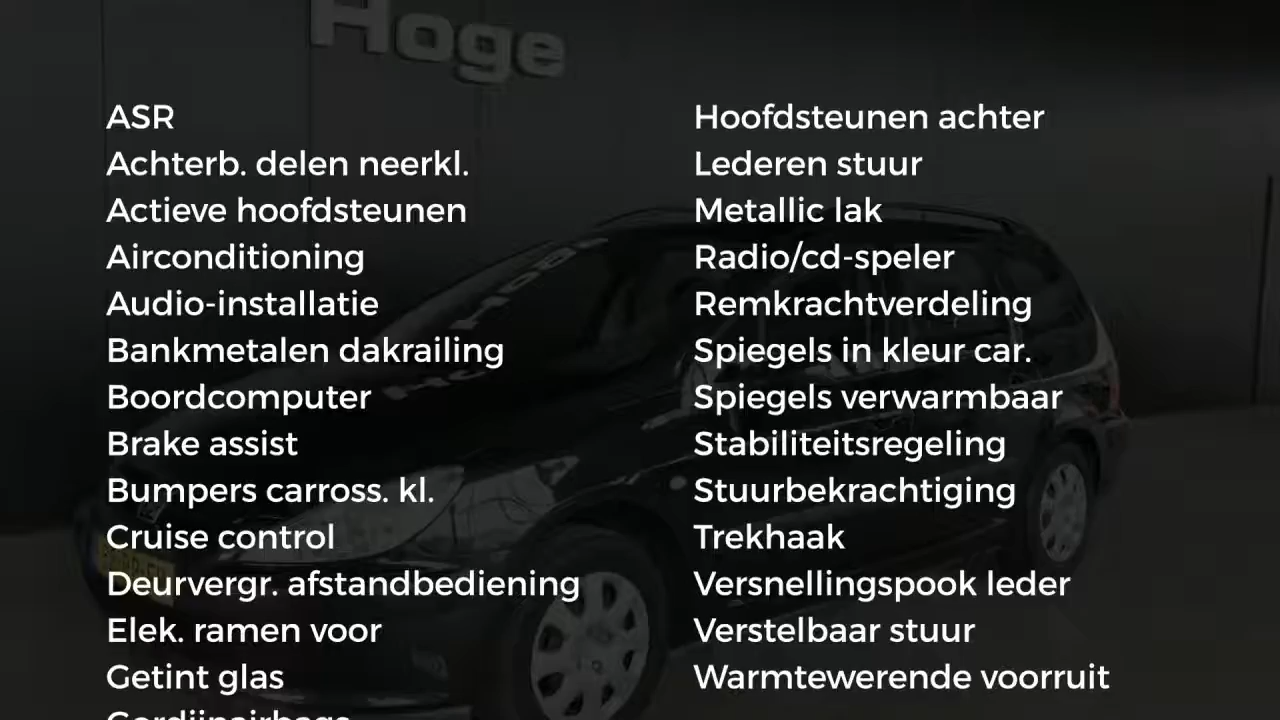 Hoge
ASR
Achterb. delen neerkl.
Actieve hoofdsteunen
Airconditioning
Audio-installatie
Bankmetalen dakrailing
Boordcomputer
Brake assist
Bumpers carross. kl.
Cruise control
Deurvergr. afstandbediening
Elek. ramen voor
Getint glas
Gordijnairbags
Hoofdsteunen achter
Lederen stuur
Metallic lak
Radio/cd-speler
Remkrachtverdeling
Spiegels in kleur car.
Spiegels verwarmbaar
Stabiliteitsregeling
Stuurbekrachtiging
Trekhaak
Versnellingspook leder
Verstelbaar stuur
Warmtewerende voorruit